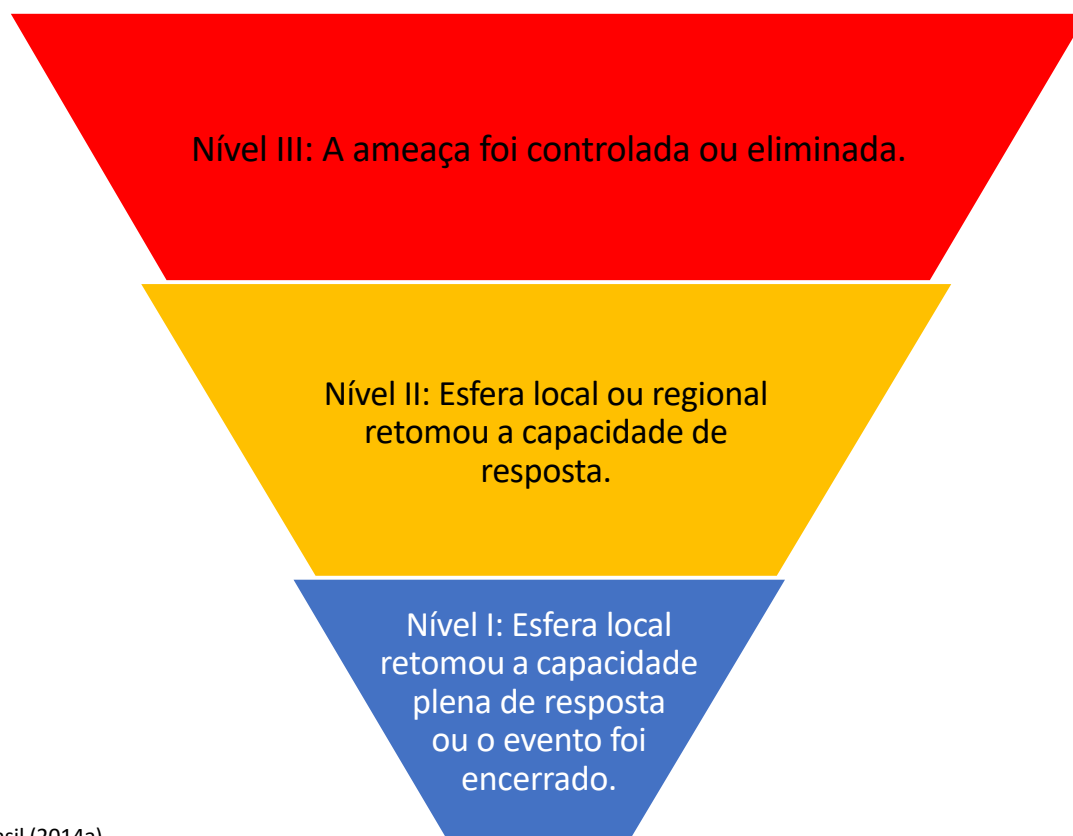 Nível III: A ameaça foi controlada ou eliminada.
Nível II: Esfera local ou regional
retomou a capacidade de
resposta.
Nível I: Esfera local
retomou a capacidade
plena de resposta
ou o evento foi
encerrado.
(2014a)